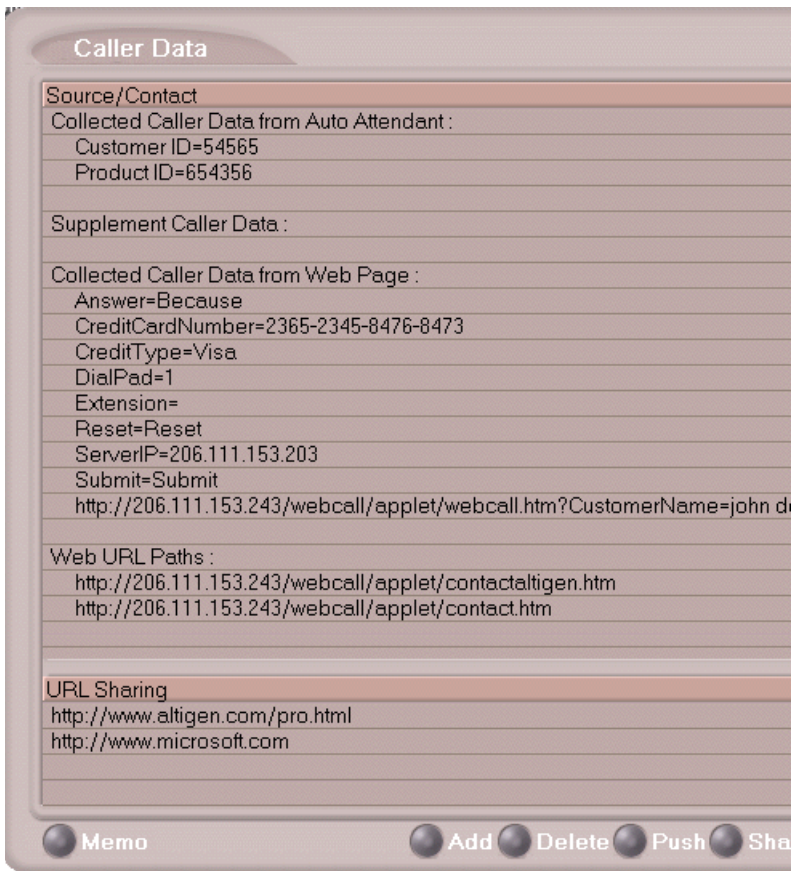 Caller Data
Source/Contact
Collected Caller Data from Auto Attendant :
Customer ID=54565
Product ID=654356
Supplement Caller Data :
Collected Caller Data from Web Page :
Answer=Because
CreditCardNumber=2365-2345-8476-8473
CreditType=Visa
DialPad=1
Extension=
Reset=Reset
ServerIP=206.111.153.203
Submit=Submit
http://206.111.153.243/webcall/applet/webcall.htm?CustomerName=john
Web URL Paths :
http://206.111.153.243/webcall/applet/contactaltigen.htm
http://206.111.153.243/webcall/applet/contact.htm
URL Sharing
http://www.altigen.com/pro.html
http://www.microsoft.com
Memo Add Delete Push